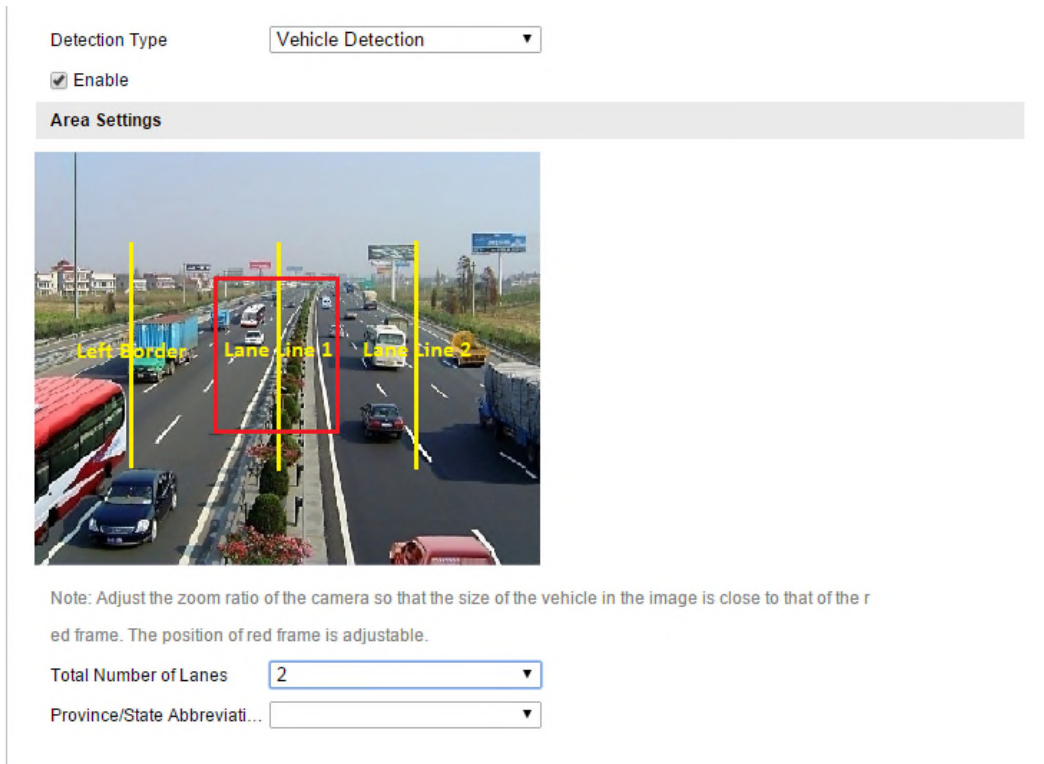 Detection Type
Vehicle Detection
Enable
Area Settings
Left Border
Lane Line 1
Lane Line 2
Note: Adjust the zoom ratio of the camera so that the size of the vehicle in the image is close to that of the r
ed frame. The position of red frame is adjustable.
Total Number of Lanes
2
Province/State Abbreviati...